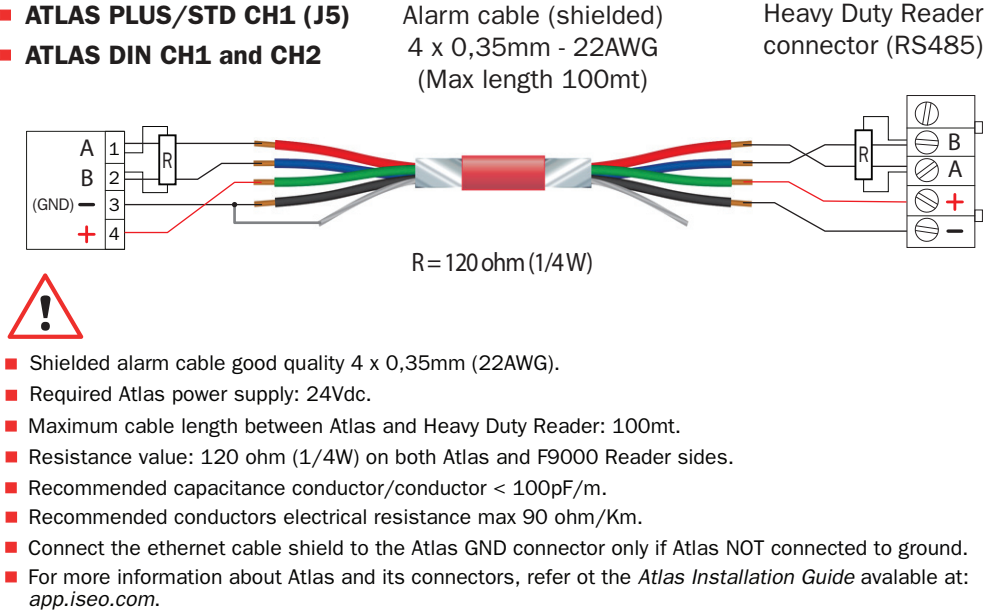 ATLAS PLUS/STD CH1 (J5)
ATLAS DIN CH1 and CH2
Alarm cable (shielded)
4 x 0,35mm - 22AWG
(Max length 100mt)
Heavy Duty Reader
connector (RS485)
A 1
B 2
(GND) − 3
+ 4
R
R
B
A
+
−
R = 120 ohm (1/4 W)
!
Shielded alarm cable good quality 4 x 0,35mm (22AWG).
Required Atlas power supply: 24Vdc.
Maximum cable length between Atlas and Heavy Duty Reader: 100mt.
Resistance value: 120 ohm (1/4W) on both Atlas and F9000 Reader sides.
Recommended capacitance conductor/conductor < 100pF/m.
Recommended conductors electrical resistance max 90 ohm/Km.
Connect the ethernet cable shield to the Atlas GND connector only if Atlas NOT connected to ground.
For more information about Atlas and its connectors, refer ot the Atlas Installation Guide avalable at:
app.iseo.com.